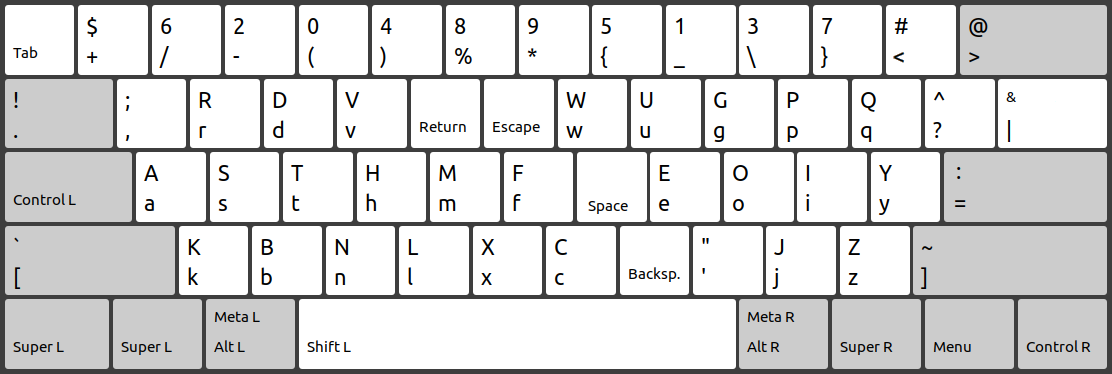 $ 6 2 0 4 8 9 5 1 3 7 # @
Tab + / - ( ) % * { _ \ } < >
! ; R D V W U G P Q ^ &
. , r d v Return Escape w u g p q ? |
A S T H M F E O I Y :
Control L a s t h m f Space e o i y =
` K B N L X C " J Z ~
[ k b n l x c Backsp. ' j z ]
Meta L Meta R
Super L Super L Alt L Shift L Alt R Super R Menu Control R